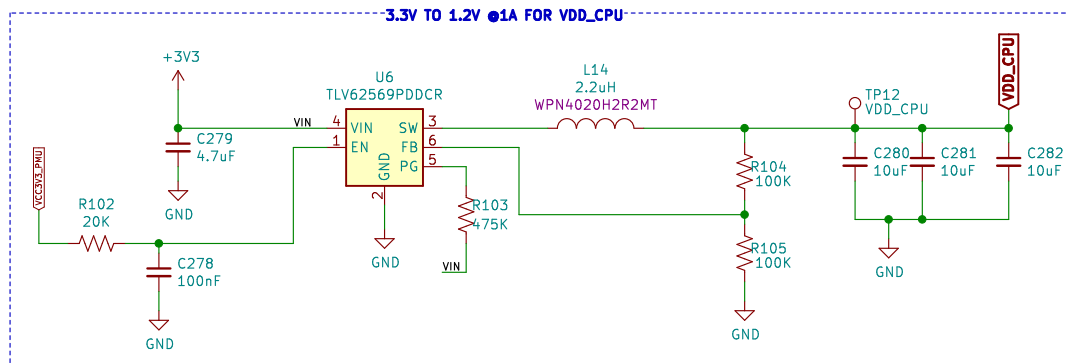 3.3V TO 1.2V @1A FOR VDD_CPU
+3V3
U6
TLV62569PDDCR
L14
2.2uH
WPN4020H2R2MT
TP12
VDD_CPU
VDD_CPU
VIN
4
VIN
1
EN
GND
2
SW
3
FB
6
PG
5
C279
4.7uF
GND
VCC3V3_PMU
R102
20K
C278
100nF
GND
GND
R103
475K
VIN
R104
100K
R105
100K
GND
C280
10uF
C281
10uF
C282
10uF
GND